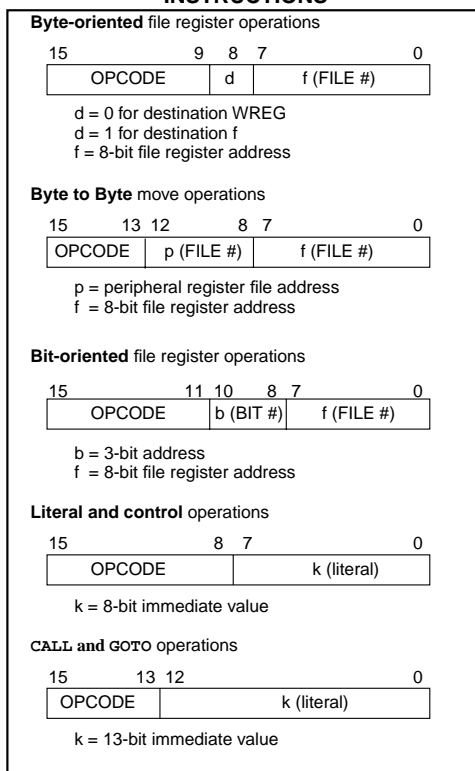 INSTRUCTIONS
Byte-oriented file register operations
15 9 8 7 0
OPCODE d f (FILE #)
d = 0 for destination WREG
d = 1 for destination f
f = 8-bit file register address
Byte to Byte move operations
15 13 12 8 7 0
OPCODE p (FILE #) f (FILE #)
p = peripheral register file address
f = 8-bit file register address
Bit-oriented file register operations
15 11 10 8 7 0
OPCODE b (BIT #) f (FILE #)
b = 3-bit address
f = 8-bit file register address
Literal and control operations
15 8 7 0
OPCODE k (literal)
k = 8-bit immediate value
CALL and GOTO operations
15 13 12 0
OPCODE k (literal)
k = 13-bit immediate value